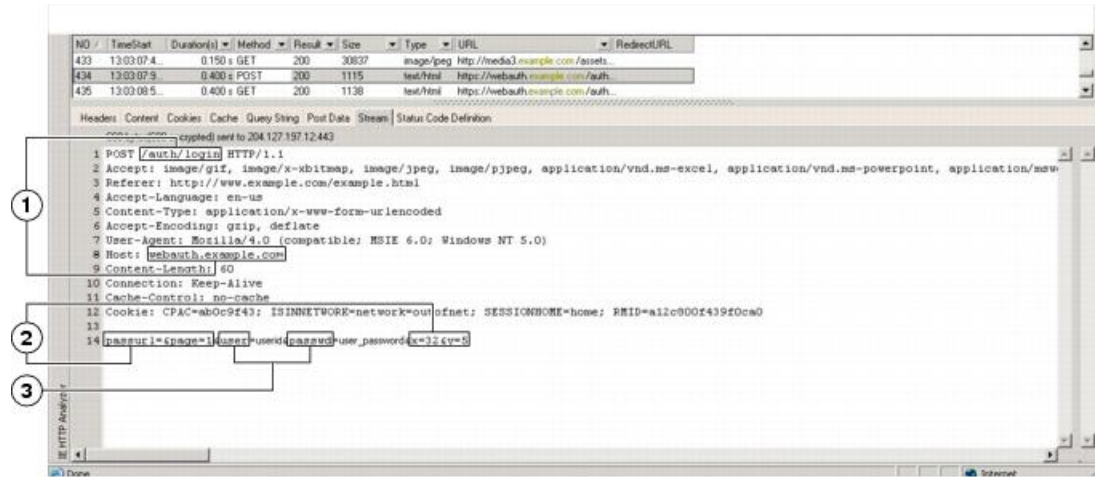 NO / TimeStart Duration(s) Method Result Size Type URL RedirectURL
433 13:03:07:4... 0.150 s GET 200 30837 image/jpeg http://media3.example.com/assets...
434 13:03:07:9... 0.400 s POST 200 1115 text/html https://webauth.example.com/auth...
435 13:03:08:5... 0.400 s GET 200 1138 text/html https://webauth.example.com/auth...
Headers Content Cookies Cache Query String Post Data Stream Status Code Definition
crypted) sent to 204.127.197.12:443
1 POST /auth/login HTTP/1.1
2 Accept: image/gif, image/x-xbitmap, image/jpeg, image/pjpeg, application/vnd.ms-excel, application/vnd.ms-powerpoint, application/msw
3 Referer: http://www.example.com/example.html
4 Accept-Language: en-us
5 Content-Type: application/x-www-form-urlencoded
6 Accept-Encoding: gzip, deflate
7 User-Agent: Mozilla/4.0 (compatible; MSIE 6.0; Windows NT 5.0)
8 Host: webauth.example.com
9 Content-Length: 60
10 Connection: Keep-Alive
11 Cache-Control: no-cache
12 Cookie: CPAC=ab0c9f43; ISINNETWORK=network=outofnet; SESSIONHOME=home; RMID=a12c800f439f0ca0
13
14 passurl=&page=1&user=userid&passwd=user_password&x=32&y=5
1
2
3
IE HTTP Analyzer
Done Internet